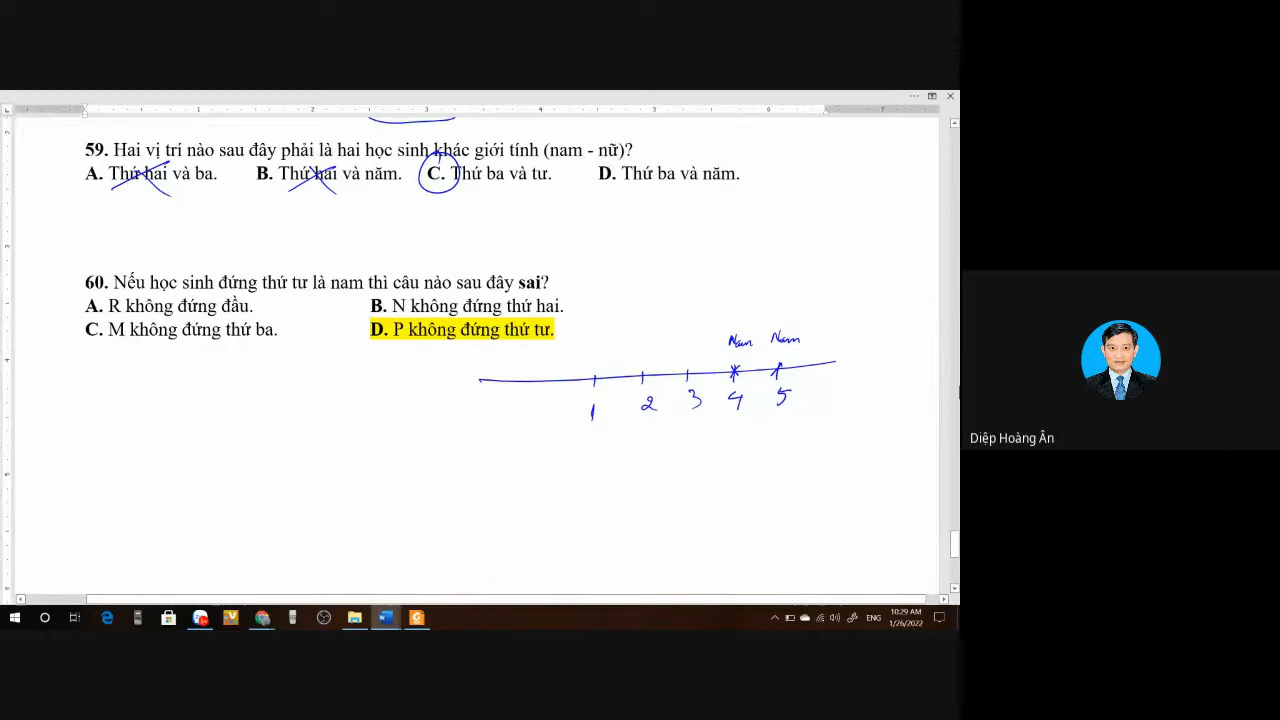 59. Hai vị trí nào sau đây phải là hai học sinh khác giới tính (nam - nữ)?
A. Thứ hai và ba. B. Thứ hai và năm. C. Thứ ba và tư. D. Thứ ba và năm.
60. Nếu học sinh đứng thứ tư là nam thì câu nào sau đây sai?
A. R không đứng đầu. B. N không đứng thứ hai.
C. M không đứng thứ ba. D. P không đứng thứ tư.
Nam Nam
1 2 3 4 5
Diệp Hoàng Ân
ENG
10:29 AM
1/26/2022